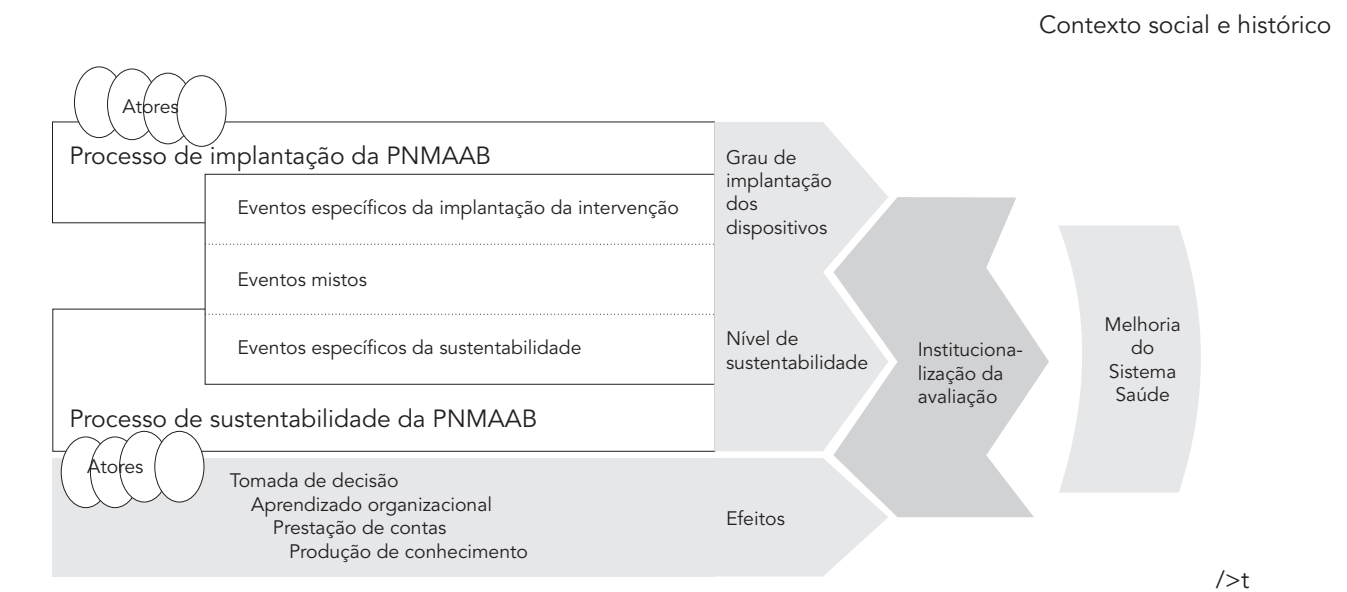 Contexto social e histórico
Atores
Processo de implantação da PNMAAB
Eventos específicos da implantação da intervenção
Eventos mistos
Eventos específicos da sustentabilidade
Processo de sustentabilidade da PNMAAB
Atores
Tomada de decisão
Aprendizado organizacional
Prestação de contas
Produção de conhecimento
Grau de
implantação
dos
dispositivos
Nível de
sustentabilidade
Efeitos
Instituciona-
lização da
avaliação
Melhoria
do
Sistema
Saúde
/>t